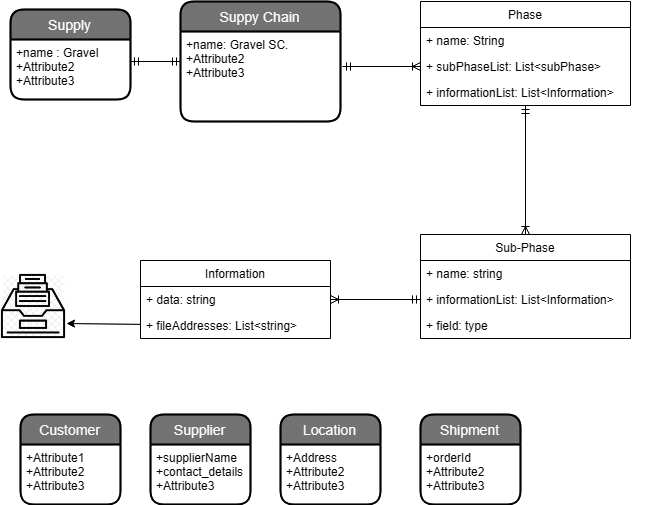 Supply
+name : Gravel
+Attribute2
+Attribute3
Suppy Chain
+name: Gravel SC.
+Attribute2
+Attribute3
Phase
+ name: String
+ subPhaseList: List<subPhase>
+ informationList: List<Information>
Information
+ data: string
+ fileAddresses: List<string>
Sub-Phase
+ name: string
+ informationList: List<Information>
+ field: type
Customer
+Attribute1
+Attribute2
+Attribute3
Supplier
+supplierName
+contact_details
+Attribute3
Location
+Address
+Attribute2
+Attribute3
Shipment
+orderId
+Attribute2
+Attribute3